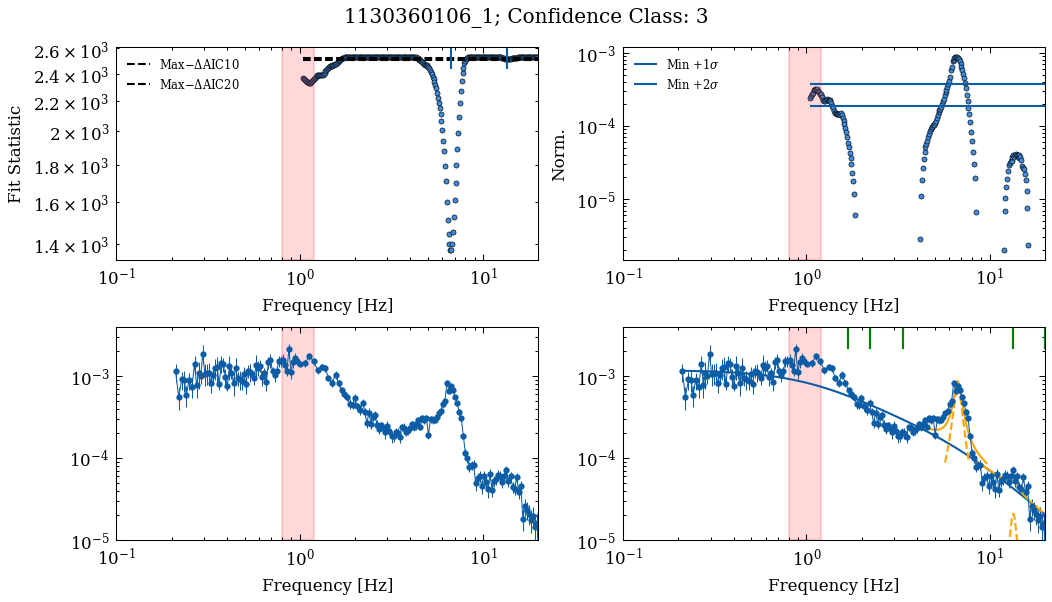 1130360106_1; Confidence Class: 3
2.6 × 10³
2.4 × 10³
2.2 × 10³
2 × 10³
1.8 × 10³
1.6 × 10³
1.4 × 10³
Fit Statistic
Max−ΔAIC10
Max−ΔAIC20
10⁻¹ 10⁰ 10¹
Frequency [Hz]
10⁻³
10⁻⁴
10⁻⁵
Norm.
Min +1σ
Min +2σ
10⁻¹ 10⁰ 10¹
Frequency [Hz]
10⁻³
10⁻⁴
10⁻⁵
10⁻¹ 10⁰ 10¹
Frequency [Hz]
10⁻³
10⁻⁴
10⁻⁵
10⁻¹ 10⁰ 10¹
Frequency [Hz]